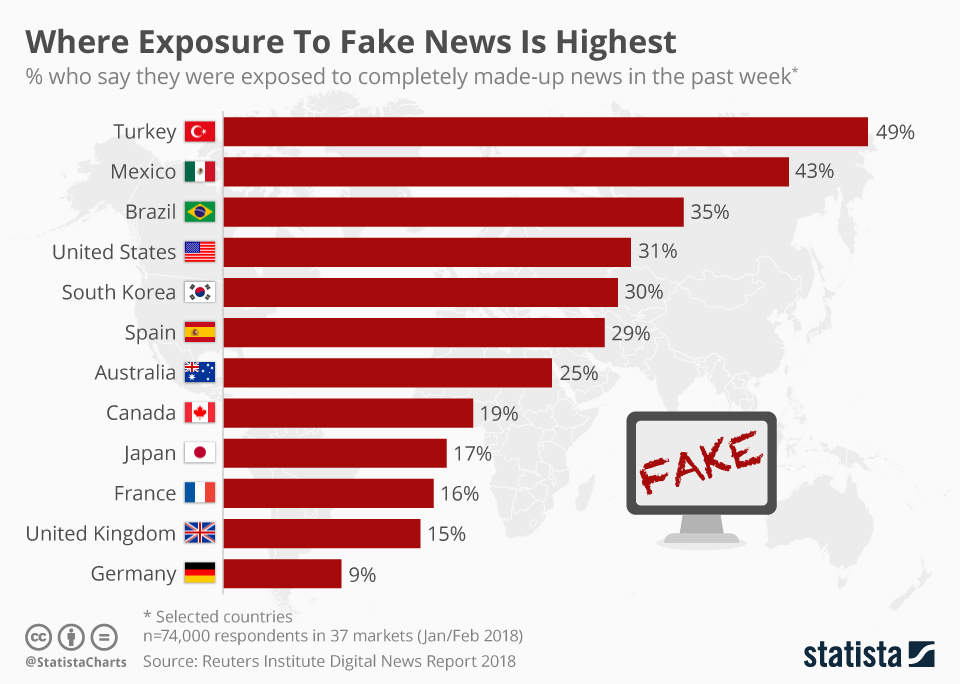 Where Exposure To Fake News Is Highest
% who say they were exposed to completely made-up news in the past week*
Turkey 49%
Mexico 43%
Brazil 35%
United States 31%
South Korea 30%
Spain 29%
Australia 25%
Canada 19%
Japan 17%
France 16%
United Kingdom 15%
Germany 9%
FAKE
* Selected countries
n=74,000 respondents in 37 markets (Jan/Feb 2018)
Source: Reuters Institute Digital News Report 2018
cc
@StatistaCharts
statista